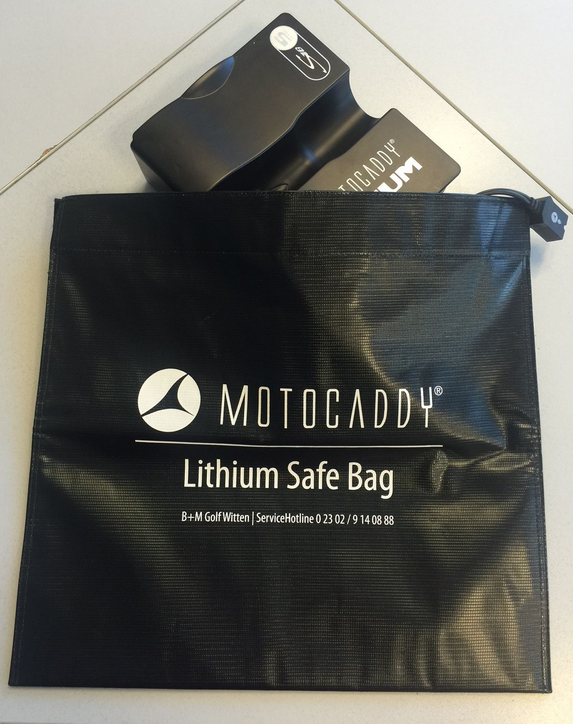 MOTOCADDY®
Lithium Safe Bag
B+M Golf Witten | ServiceHotline 0 23 02 / 9 14 08 88